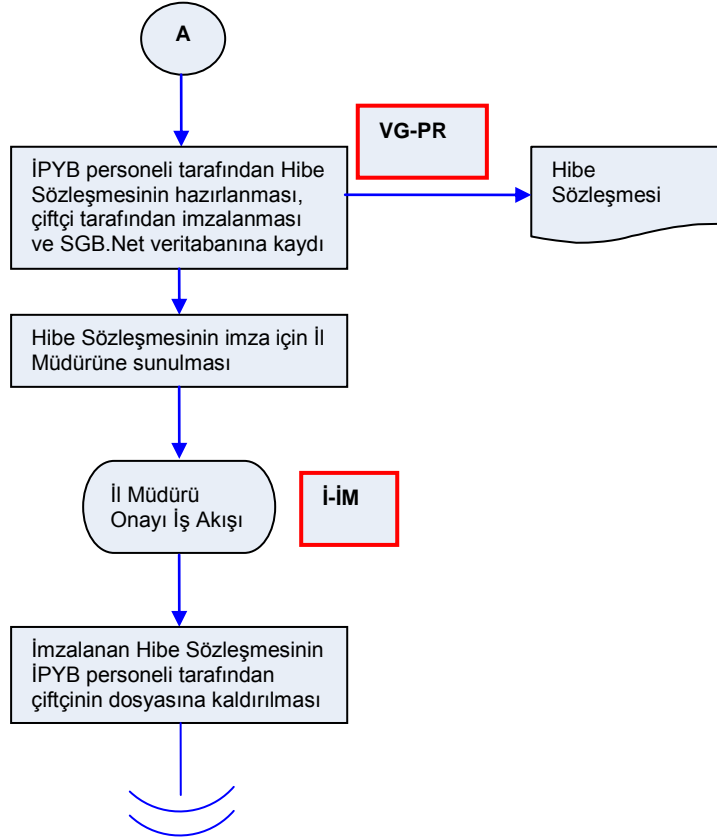 A
VG-PR
İPYB personeli tarafından Hibe
Sözleşmesinin hazırlanması,
çiftçi tarafından imzalanması
ve SGB.Net veritabanına kaydı
Hibe
Sözleşmesi
Hibe Sözleşmesinin imza için İl
Müdürüne sunulması
İl Müdürü
Onayı İş Akışı
İ-İM
İmzalanan Hibe Sözleşmesinin
İPYB personeli tarafından
çiftçinin dosyasına kaldırılması